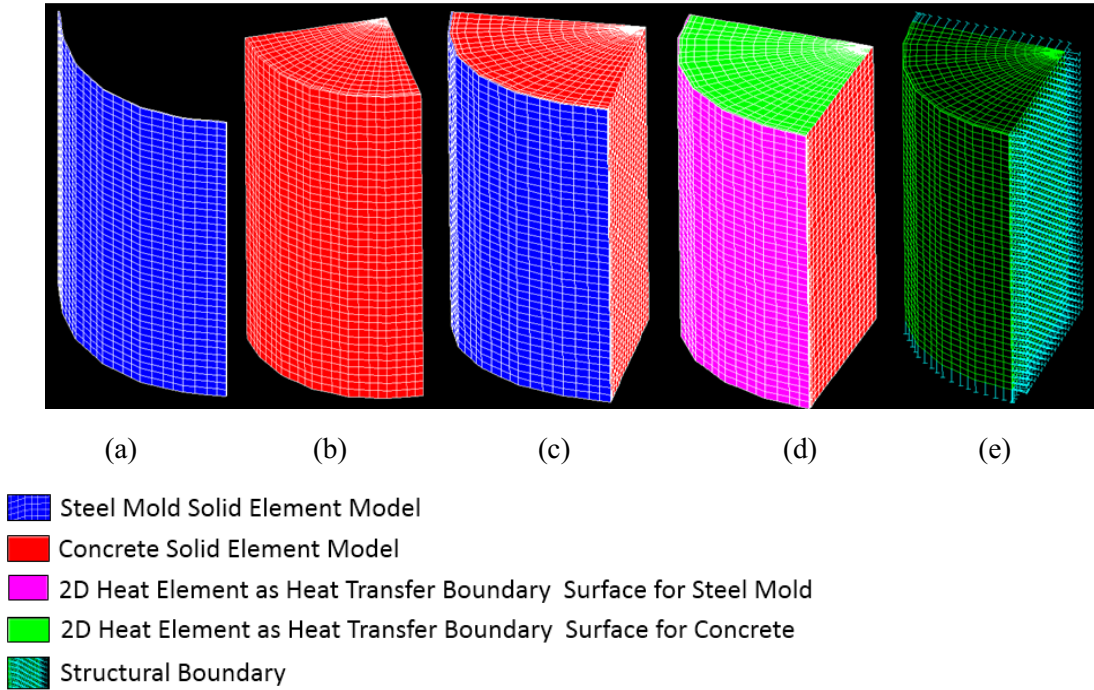 (a) (b) (c) (d) (e)
Steel Mold Solid Element Model
Concrete Solid Element Model
2D Heat Element as Heat Transfer Boundary Surface for Steel Mold
2D Heat Element as Heat Transfer Boundary Surface for Concrete
Structural Boundary